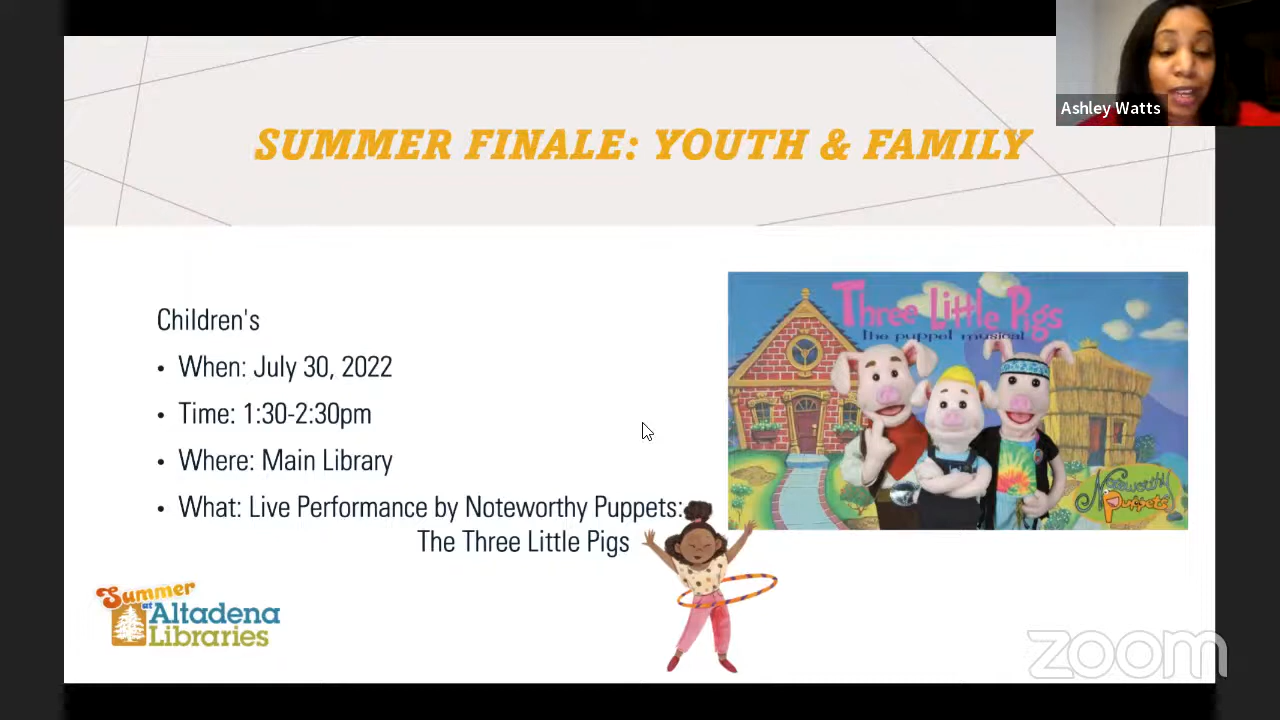 Ashley Watts
SUMMER FINALE: YOUTH & FAMILY
Children's
• When: July 30, 2022
• Time: 1:30-2:30pm
• Where: Main Library
• What: Live Performance by Noteworthy Puppets:
The Three Little Pigs
Three Little Pigs
the puppet musical
Noteworthy
Puppets
Summer
at Altadena
Libraries
zoom